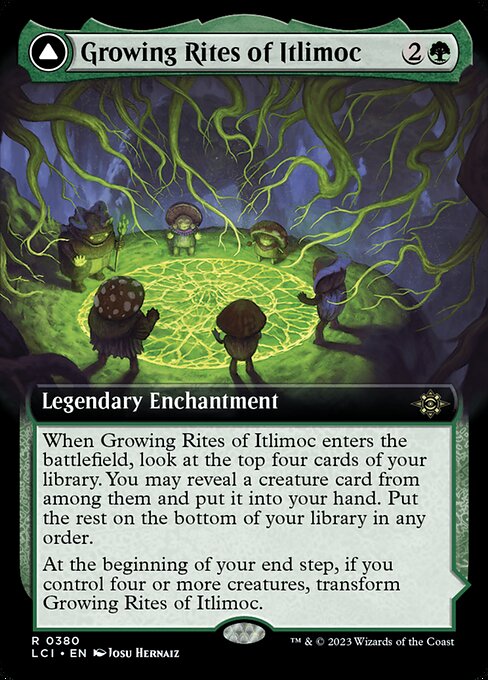 Growing Rites of Itlimoc 2
Legendary Enchantment
When Growing Rites of Itlimoc enters the
battlefield, look at the top four cards of your
library. You may reveal a creature card from
among them and put it into your hand. Put
the rest on the bottom of your library in any
order.
At the beginning of your end step, if you
control four or more creatures, transform
Growing Rites of Itlimoc.
R 0380
LCI • EN Josu Hernaiz
™ & © 2023 Wizards of the Coast